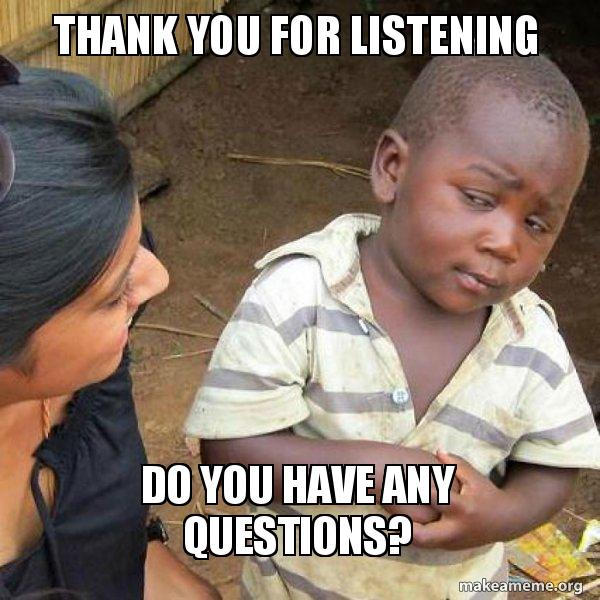 THANK YOU FOR LISTENING
DO YOU HAVE ANY
QUESTIONS?
makeameme.org